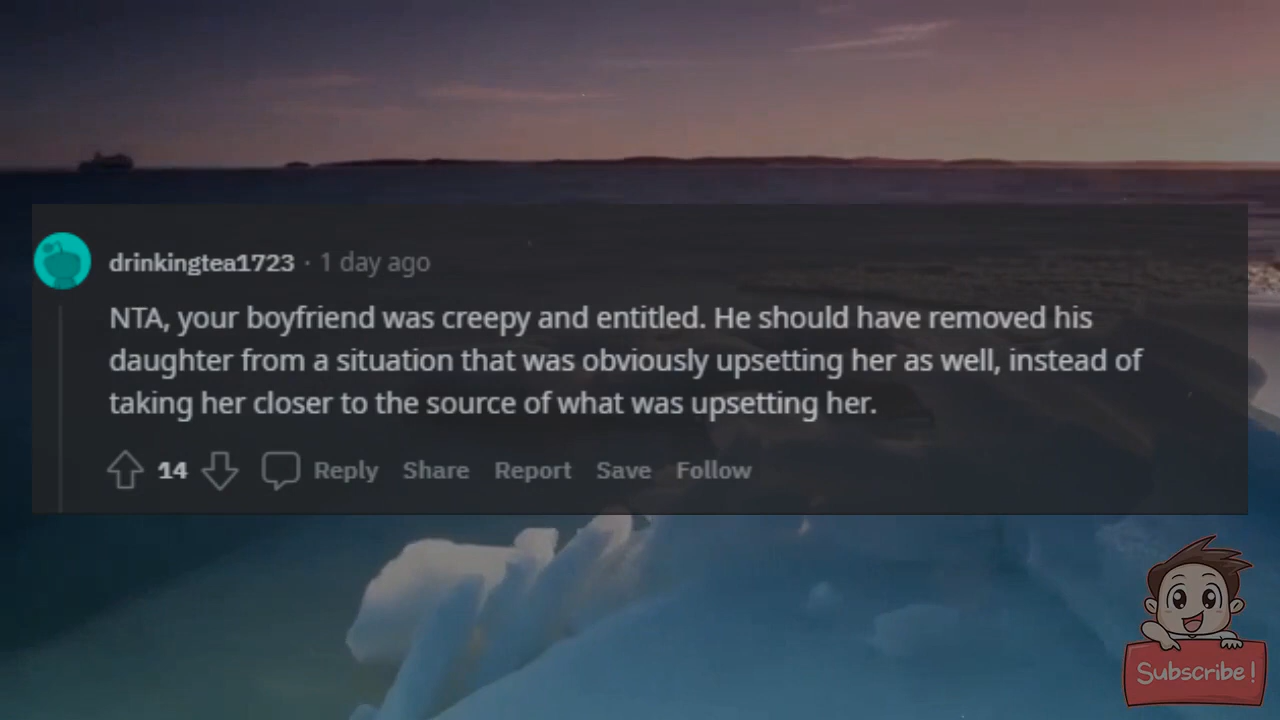 drinkingtea1723 · 1 day ago
NTA, your boyfriend was creepy and entitled. He should have removed his
daughter from a situation that was obviously upsetting her as well, instead of
taking her closer to the source of what was upsetting her.
14 Reply Share Report Save Follow
Subscribe!